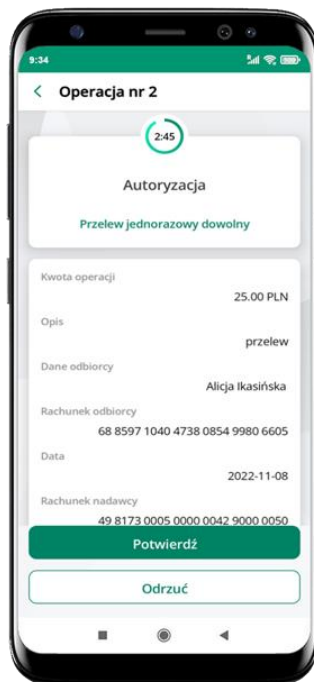 9:34
Operacja nr 2
2:45
Autoryzacja
Przelew jednorazowy dowolny
Kwota operacji
25.00 PLN
Opis
przelew
Dane odbiorcy
Alicja Ikasińska
Rachunek odbiorcy
68 8597 1040 4738 0854 9980 6605
Data
2022-11-08
Rachunek nadawcy
49 8173 0005 0000 0042 9000 0050
Potwierdź
Odrzuć